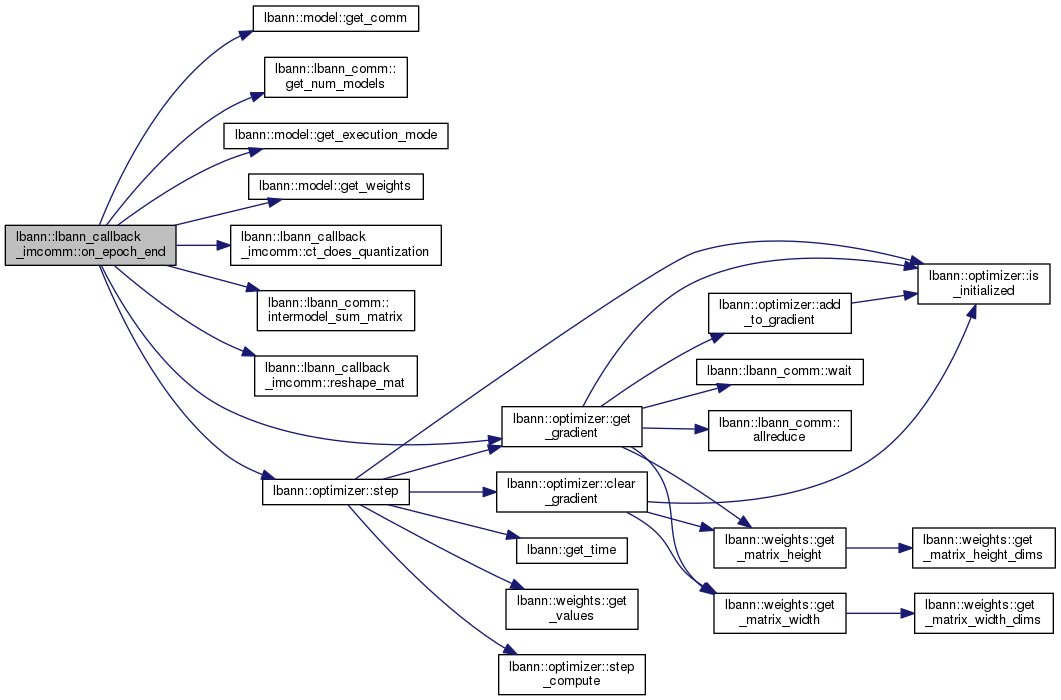 lbann::lbann_callback
_imcomm::on_epoch_end
lbann::model::get_comm
lbann::lbann_comm::
get_num_models
lbann::model::get_execution_mode
lbann::model::get_weights
lbann::lbann_callback
_imcomm::ct_does_quantization
lbann::lbann_comm::
intermodel_sum_matrix
lbann::lbann_callback
_imcomm::reshape_mat
lbann::optimizer::step
lbann::optimizer::get
_gradient
lbann::optimizer::clear
_gradient
lbann::get_time
lbann::weights::get
_values
lbann::optimizer::step
_compute
lbann::optimizer::add
_to_gradient
lbann::lbann_comm::wait
lbann::lbann_comm::
allreduce
lbann::weights::get
_matrix_height
lbann::weights::get
_matrix_width
lbann::optimizer::is
_initialized
lbann::weights::get
_matrix_height_dims
lbann::weights::get
_matrix_width_dims